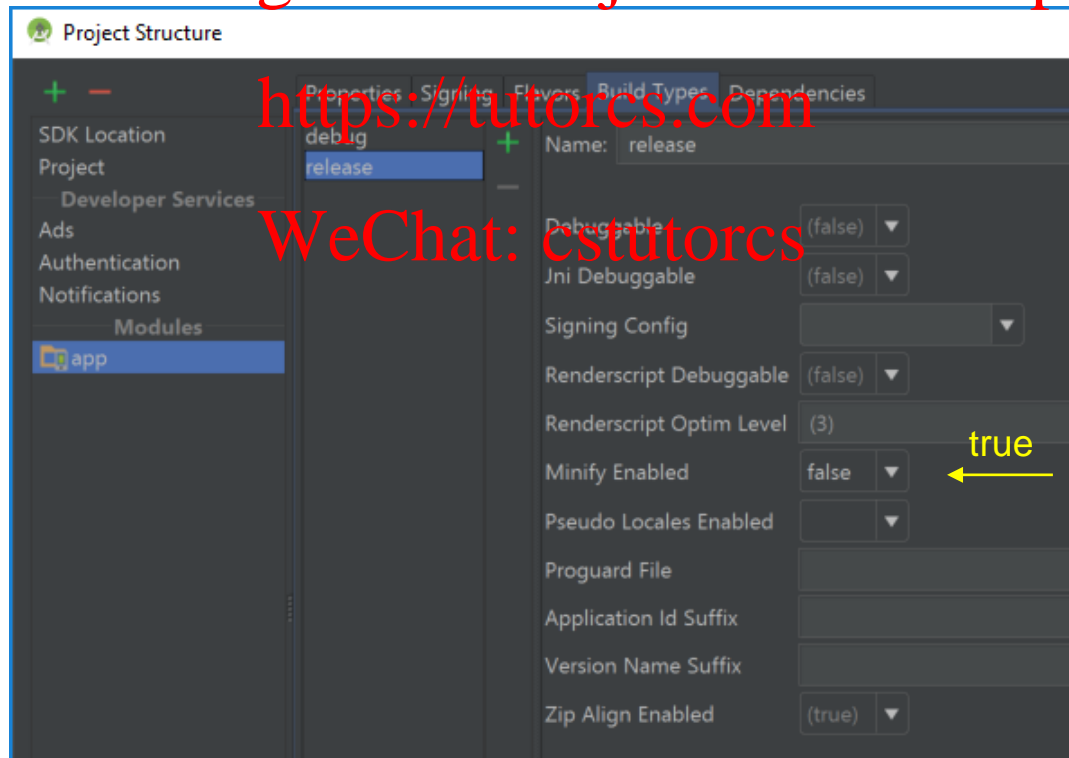 Project Structure
https://tutorcs.com
Properties Signing Flavors Build Types Dependencies
SDK Location
Project
Developer Services
Ads
Authentication
Notifications
Modules
app
debug
release
Name: release
WeChat: cstutorcs
Debuggable (false)
Jni Debuggable (false)
Signing Config
Renderscript Debuggable (false)
Renderscript Optim Level (3)
true
Minify Enabled false
Pseudo Locales Enabled
Proguard File
Application Id Suffix
Version Name Suffix
Zip Align Enabled (true)